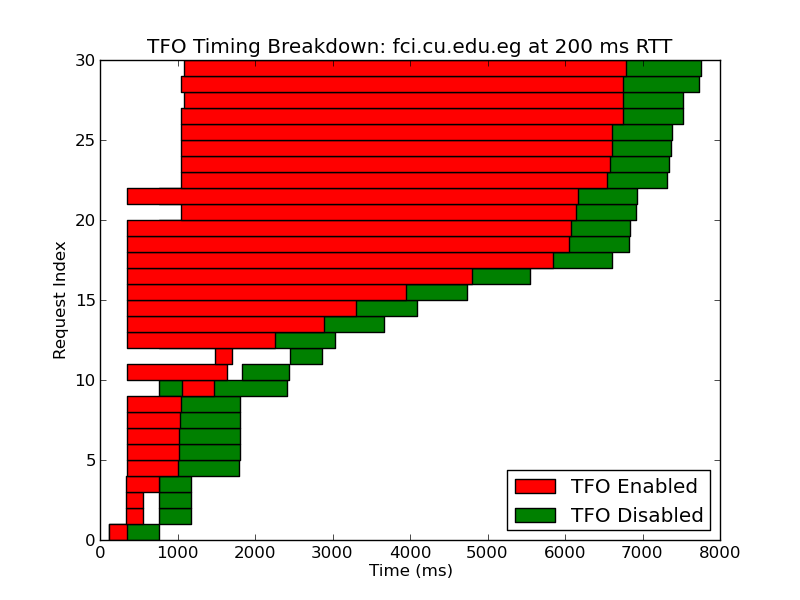 TFO Timing Breakdown: fci.cu.edu.eg at 200 ms RTT
30
25
20
15
10
5
0
Request Index
TFO Enabled
TFO Disabled
0 1000 2000 3000 4000 5000 6000 7000 8000
Time (ms)